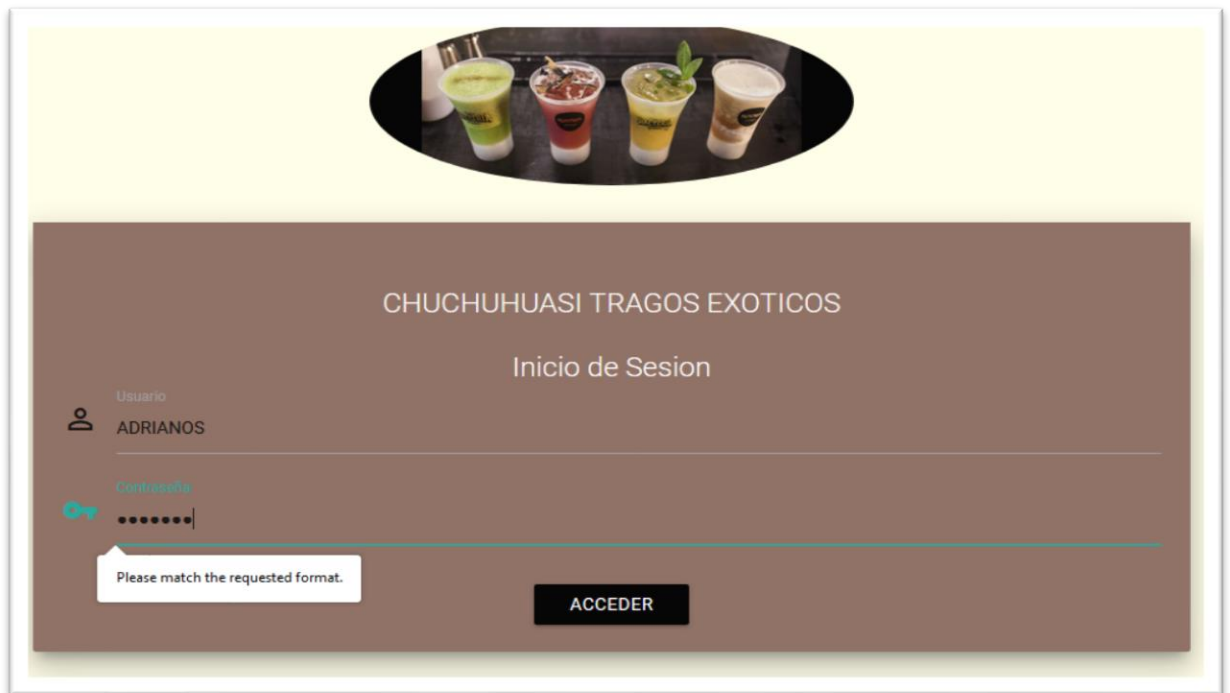 CHUCHUHUASI TRAGOS EXOTICOS
Inicio de Sesion
Usuario
ADRIANOS
Contraseña
•••••••
Please match the requested format.
ACCEDER